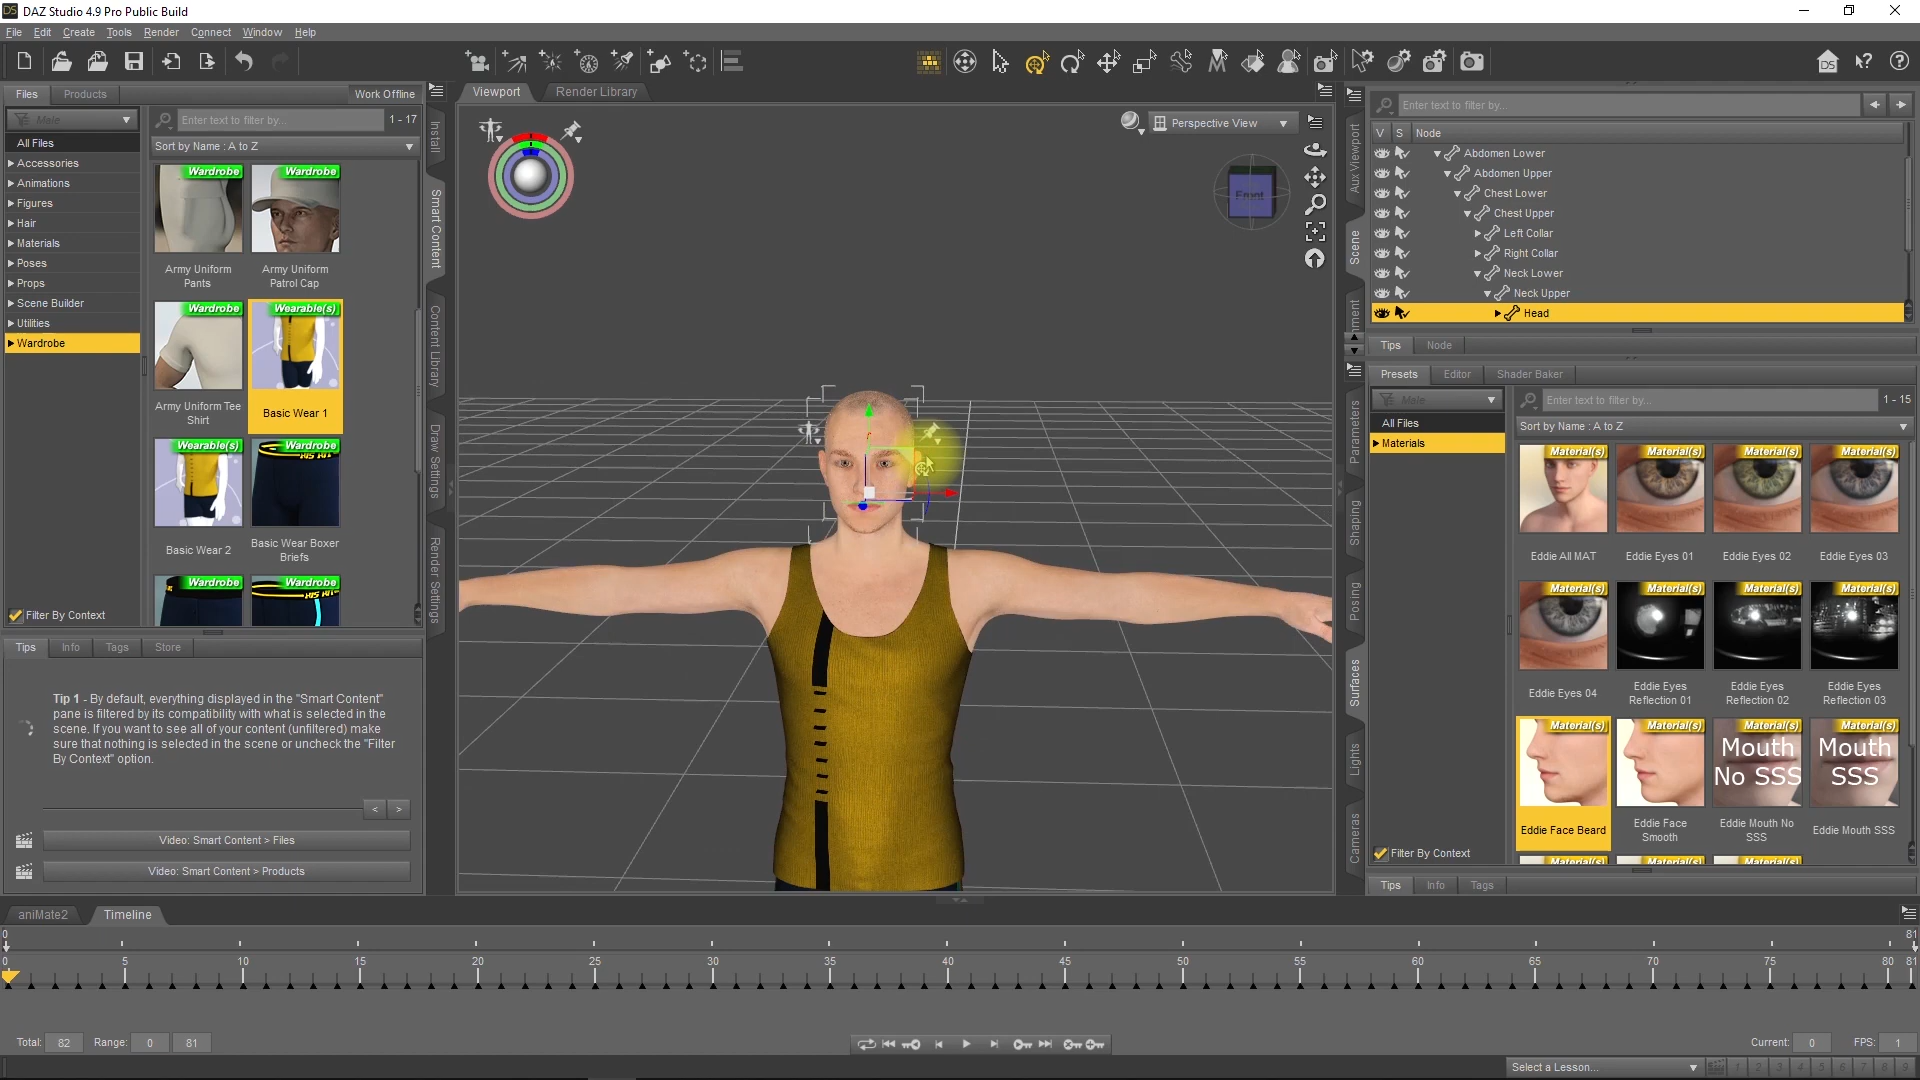 DAZ Studio 4.9 Pro Public Build
File Edit Create Tools Render Connect Window Help
Files Products Work Offline
Viewport Render Library
Male
Enter text to filter by...
1 - 17
Sort by Name : A to Z
All Files
Accessories
Animations
Figures
Hair
Materials
Poses
Props
Scene Builder
Utilities
Wardrobe
Filter By Context
Wardrobe Wardrobe
Army Uniform Pants
Army Uniform Patrol Cap
Wardrobe Wearable(s)
Army Uniform Tee Shirt
Basic Wear 1
Wearable(s) Wardrobe
Basic Wear 2
Basic Wear Boxer Briefs
Wardrobe Wardrobe
Install
Smart Content
Content Library
Draw Settings
Render Settings
Tips Info Tags Store
Tip 1 - By default, everything displayed in the "Smart Content"
pane is filtered by its compatibility with what is selected in the
scene. If you want to see all of your content (unfiltered) make
sure that nothing is selected in the scene or uncheck the "Filter
By Context" option.
< >
Video: Smart Content > Files
Video: Smart Content > Products
Perspective View
Front
Aux Viewport
Scene
Parameters
Shaping
Posing
Surfaces
Lights
Cameras
Enter text to filter by...
V S Node
Abdomen Lower
Abdomen Upper
Chest Lower
Chest Upper
Left Collar
Right Collar
Neck Lower
Neck Upper
Head
Tips Node
Presets Editor Shader Baker
Male
Enter text to filter by...
1 - 15
Sort by Name : A to Z
All Files
Materials
Filter By Context
Material(s) Material(s) Material(s) Material(s)
Eddie All MAT
Eddie Eyes 01
Eddie Eyes 02
Eddie Eyes 03
Material(s) Material(s) Material(s) Material(s)
Eddie Eyes 04
Eddie Eyes Reflection 01
Eddie Eyes Reflection 02
Eddie Eyes Reflection 03
Material(s) Material(s) Material(s) Material(s)
Mouth No SSS
Mouth SSS
Eddie Face Beard
Eddie Face Smooth
Eddie Mouth No SSS
Eddie Mouth SSS
Material(s) Material(s) Material(s)
Tips Info Tags
aniMate2 Timeline
0 81
0 5 10 15 20 25 30 35 40 45 50 55 60 65 70 75 80 81
Total: 82 Range: 0 81
Current: 0 FPS: 1
Select a Lesson...
1 2 3 4 5 6 7 8 9